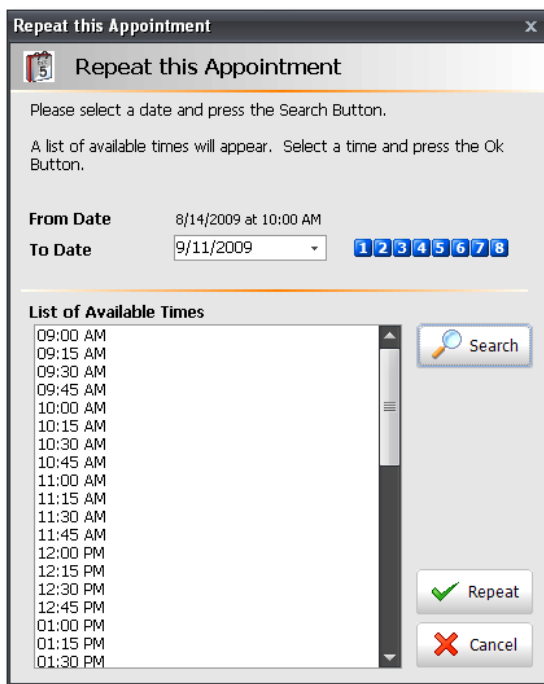 Repeat this Appointment
x
5
Repeat this Appointment
Please select a date and press the Search Button.
A list of available times will appear. Select a time and press the Ok
Button.
From Date 8/14/2009 at 10:00 AM
To Date 9/11/2009 1 2 3 4 5 6 7 8
List of Available Times
09:00 AM
Search
09:15 AM
09:30 AM
09:45 AM
10:00 AM
10:15 AM
10:30 AM
10:45 AM
11:00 AM
11:15 AM
11:30 AM
11:45 AM
12:00 PM
12:15 PM
12:30 PM
Repeat
12:45 PM
01:00 PM
01:15 PM
Cancel
01:30 PM